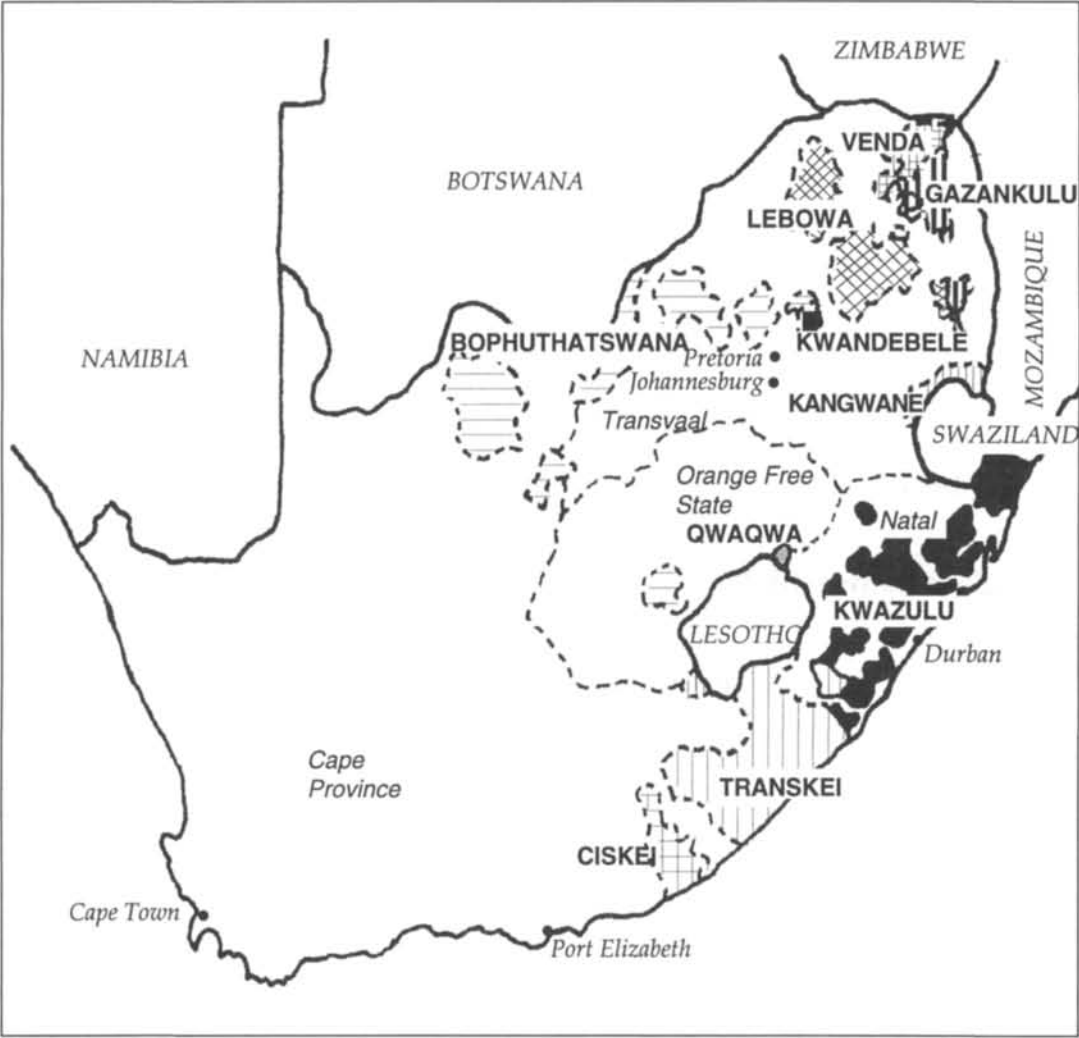 ZIMBABWE
VENDA
BOTSWANA
GAZANKULU
LEBOWA
MOZAMBIQUE
BOPHUTHATSWANA
KWANDEBELE
NAMIBIA
Pretoria
Johannesburg
KANGWANE
Transvaal
SWAZILAND
Orange Free
State
Natal
QWAQWA
KWAZULU
LESOTHO
Durban
Cape
Province
TRANSKEI
CISKEI
Cape Town
Port Elizabeth